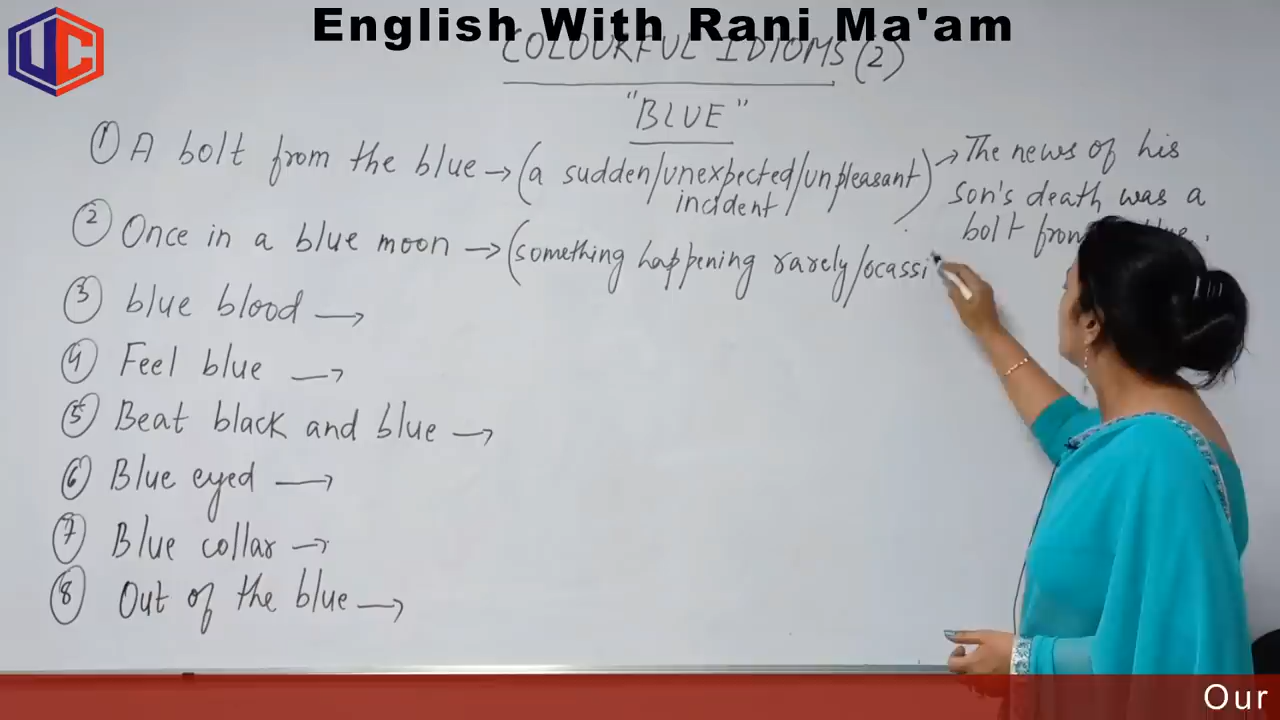 UC
English With Rani Ma'am
COLOURFUL IDIOMS (2)
"BLUE"
① A bolt from the blue → (a sudden/unexpected/unpleasant incident) → The news of his
son's death was a
bolt from
② Once in a blue moon → (something happening rarely/ocassi
③ blue blood →
④ Feel blue →
⑤ Beat black and blue →
⑥ Blue eyed →
⑦ Blue collar →
⑧ Out of the blue →
Our